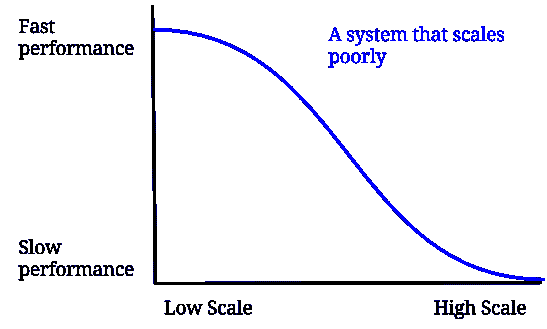 Fast
performance
A system that scales
poorly
Slow
performance
Low Scale
High Scale